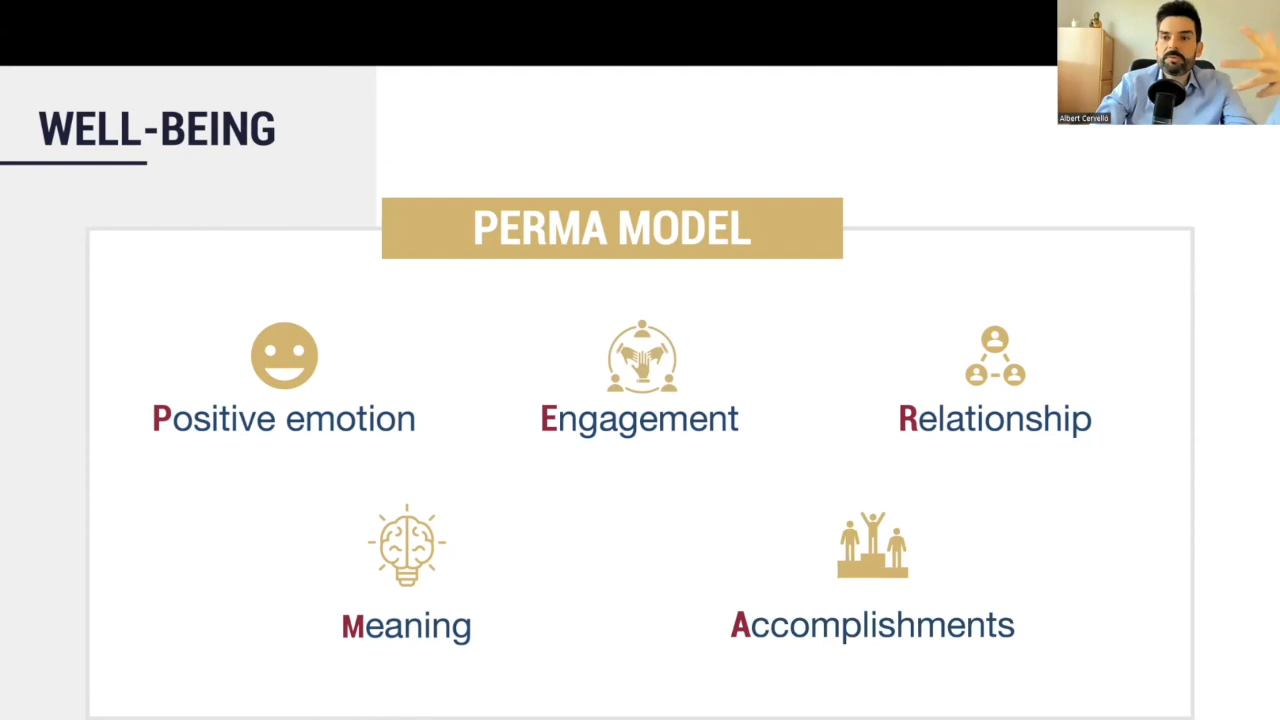 Albert Cervelló
WELL-BEING
PERMA MODEL
Positive emotion
Engagement
Relationship
Meaning
Accomplishments